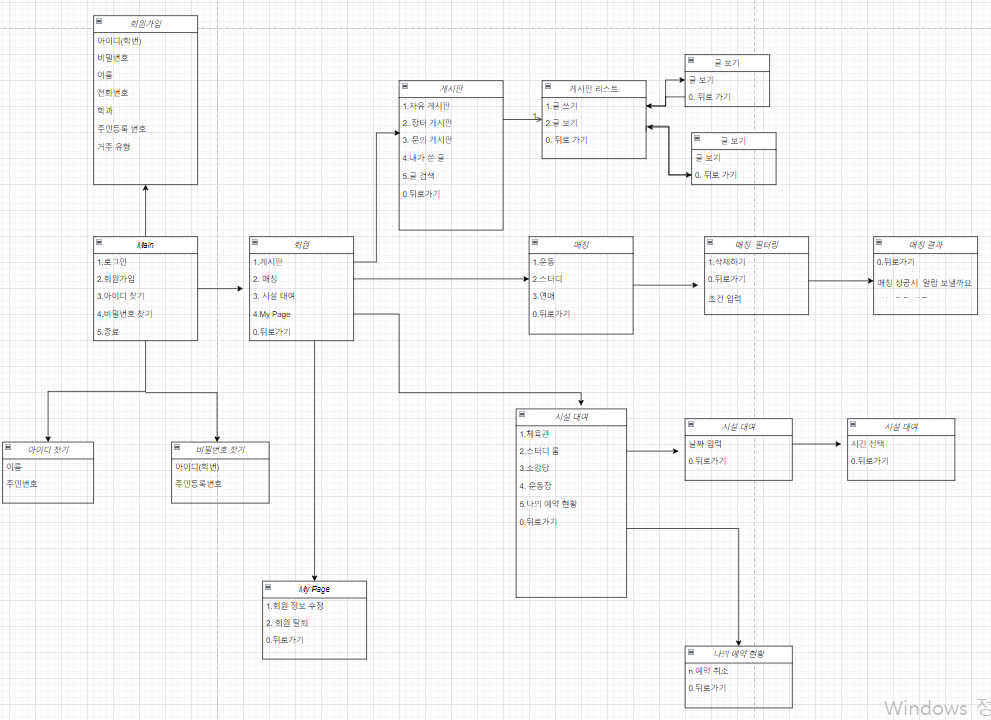 회원가입
아이디(학번)
비밀번호
이름
전화번호
학과
주민등록 번호
거주 유형
게시판
1.자유 게시판
2. 장터 게시판
3. 문의 게시판
4.내가 쓴 글
5.글 검색
0.뒤로가기
1
게시판 리스트
1.글 쓰기
2.글 보기
0. 뒤로 가기
글 보기
글 보기
0. 뒤로 가기
글 보기
글 보기
0. 뒤로 가기
Main
1.로그인
2.회원가입
3.아이디 찾기
4.비밀번호 찾기
5.종료
회원
1.게시판
2. 매칭
3. 시설 대여
4.My Page
0.뒤로가기
매칭
1.운동
2.스터디
3.연애
0.뒤로가기
매칭 필터링
1.삭제하기
0.뒤로가기
조건 입력
매칭 결과
0.뒤로가기
매칭 성공시 알람 보낼까요
아이디 찾기
이름
주민번호
비밀번호 찾기
아이디(학번)
주민등록번호
시설 대여
1.체육관
2.스터디 룸
3.소강당
4. 운동장
5.나의 예약 현황
0.뒤로가기
시설 대여
날짜 입력
0.뒤로가기
시설 대여
시간 선택
0.뒤로가기
My Page
1.회원 정보 수정
2. 회원 탈퇴
0.뒤로가기
나의 예약 현황
n.예약 취소
0.뒤로가기
Windows 정